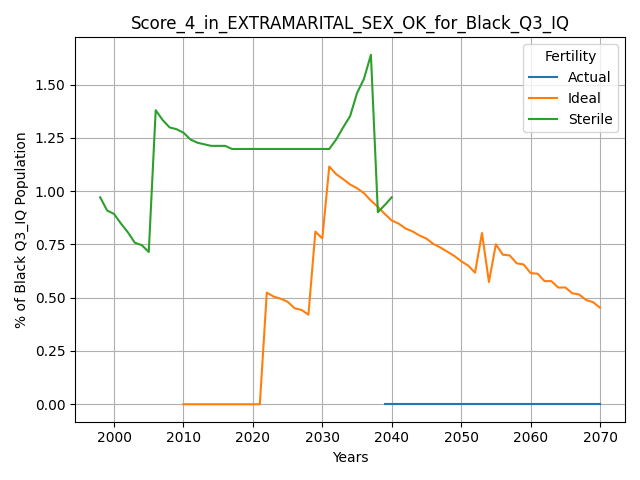 Score_4_in_EXTRAMARITAL_SEX_OK_for_Black_Q3_IQ
% of Black Q3_IQ Population
1.50
1.25
1.00
0.75
0.50
0.25
0.00
Fertility
Actual
Ideal
Sterile
2000 2010 2020 2030 2040 2050 2060 2070
Years